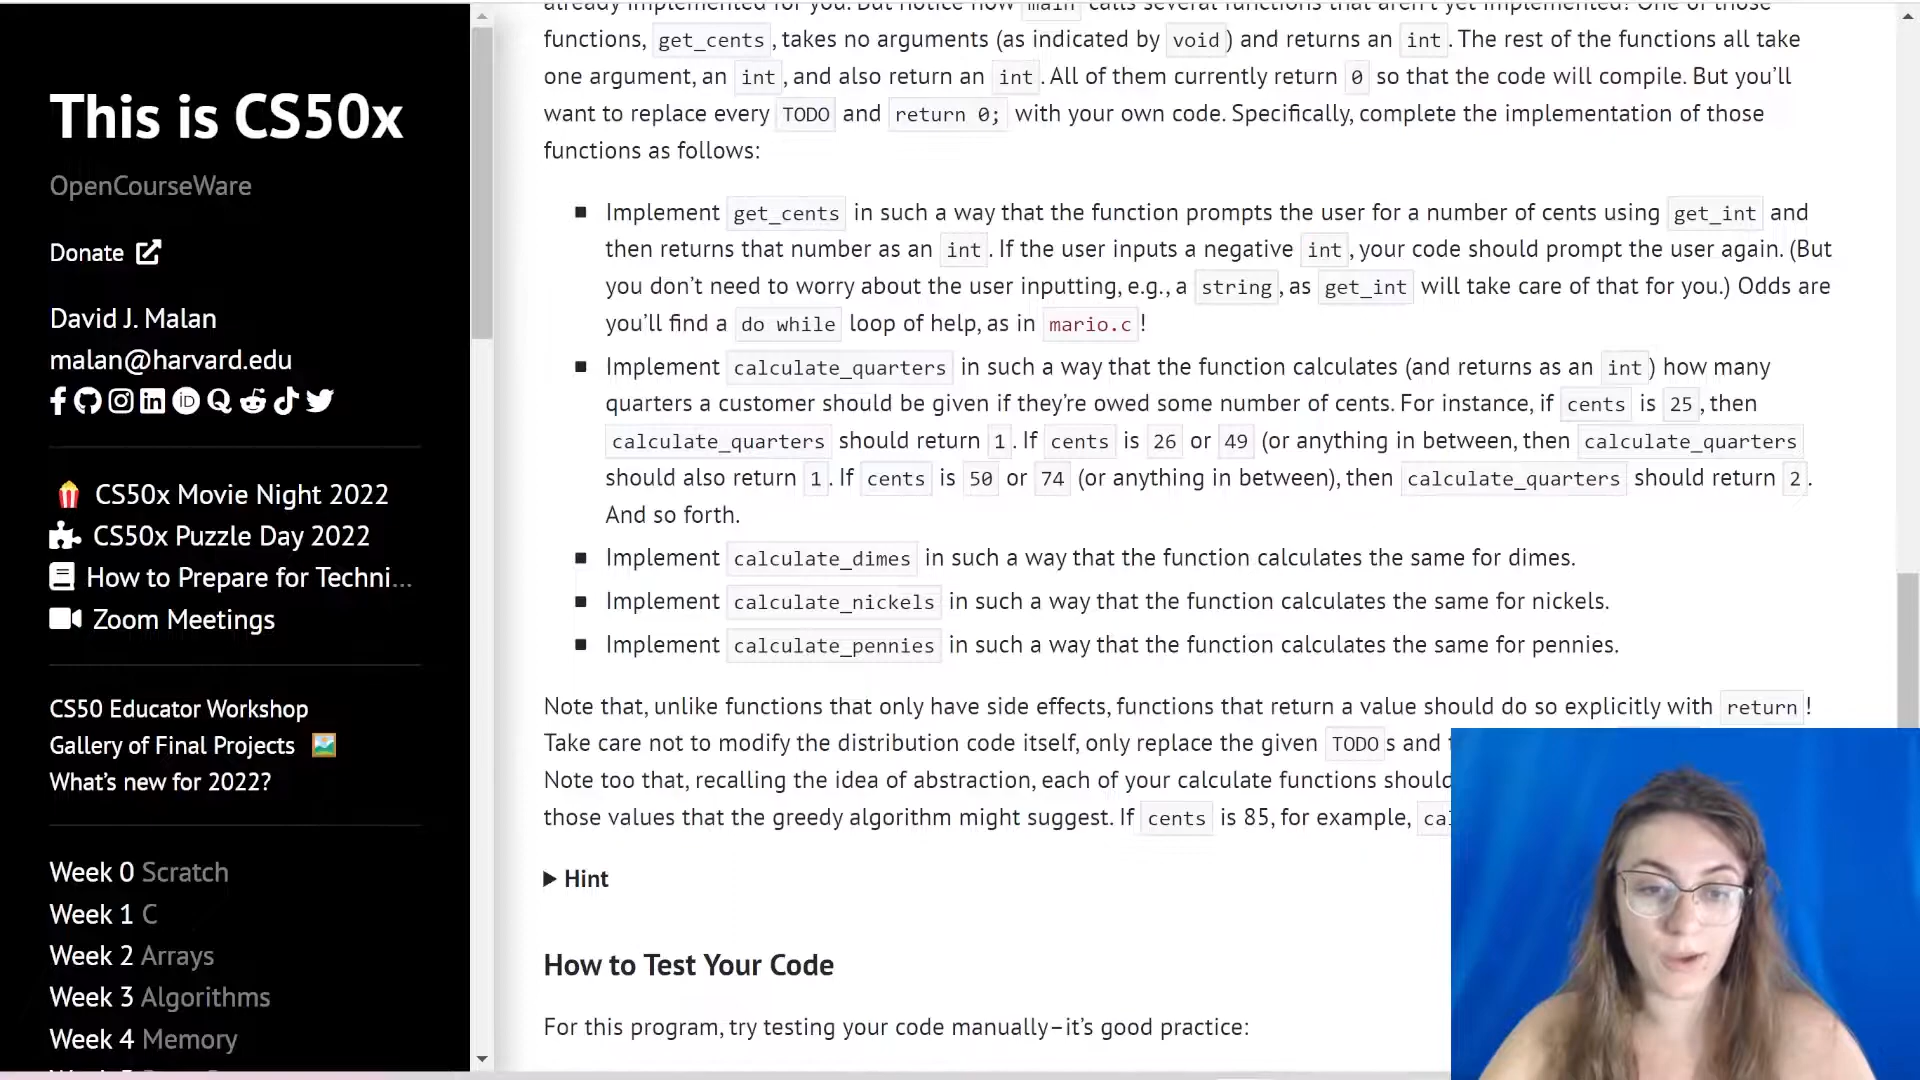 This is CS50x
OpenCourseWare
Donate
David J. Malan
malan@harvard.edu
CS50x Movie Night 2022
CS50x Puzzle Day 2022
How to Prepare for Techni...
Zoom Meetings
CS50 Educator Workshop
Gallery of Final Projects
What's new for 2022?
Week 0 Scratch
Week 1 C
Week 2 Arrays
Week 3 Algorithms
Week 4 Memory
already implemented for you. But notice how main calls several functions that aren't yet implemented! One of those
functions, get_cents, takes no arguments (as indicated by void) and returns an int. The rest of the functions all take
one argument, an int, and also return an int. All of them currently return 0 so that the code will compile. But you'll
want to replace every TODO and return 0; with your own code. Specifically, complete the implementation of those
functions as follows:
Implement get_cents in such a way that the function prompts the user for a number of cents using get_int and
then returns that number as an int. If the user inputs a negative int, your code should prompt the user again. (But
you don't need to worry about the user inputting, e.g., a string, as get_int will take care of that for you.) Odds are
you'll find a do while loop of help, as in mario.c!
Implement calculate_quarters in such a way that the function calculates (and returns as an int) how many
quarters a customer should be given if they're owed some number of cents. For instance, if cents is 25, then
calculate_quarters should return 1. If cents is 26 or 49 (or anything in between, then calculate_quarters
should also return 1. If cents is 50 or 74 (or anything in between), then calculate_quarters should return 2.
And so forth.
Implement calculate_dimes in such a way that the function calculates the same for dimes.
Implement calculate_nickels in such a way that the function calculates the same for nickels.
Implement calculate_pennies in such a way that the function calculates the same for pennies.
Note that, unlike functions that only have side effects, functions that return a value should do so explicitly with return!
Take care not to modify the distribution code itself, only replace the given TODOs and
Note too that, recalling the idea of abstraction, each of your calculate functions should
those values that the greedy algorithm might suggest. If cents is 85, for example,
Hint
How to Test Your Code
For this program, try testing your code manually–it's good practice: